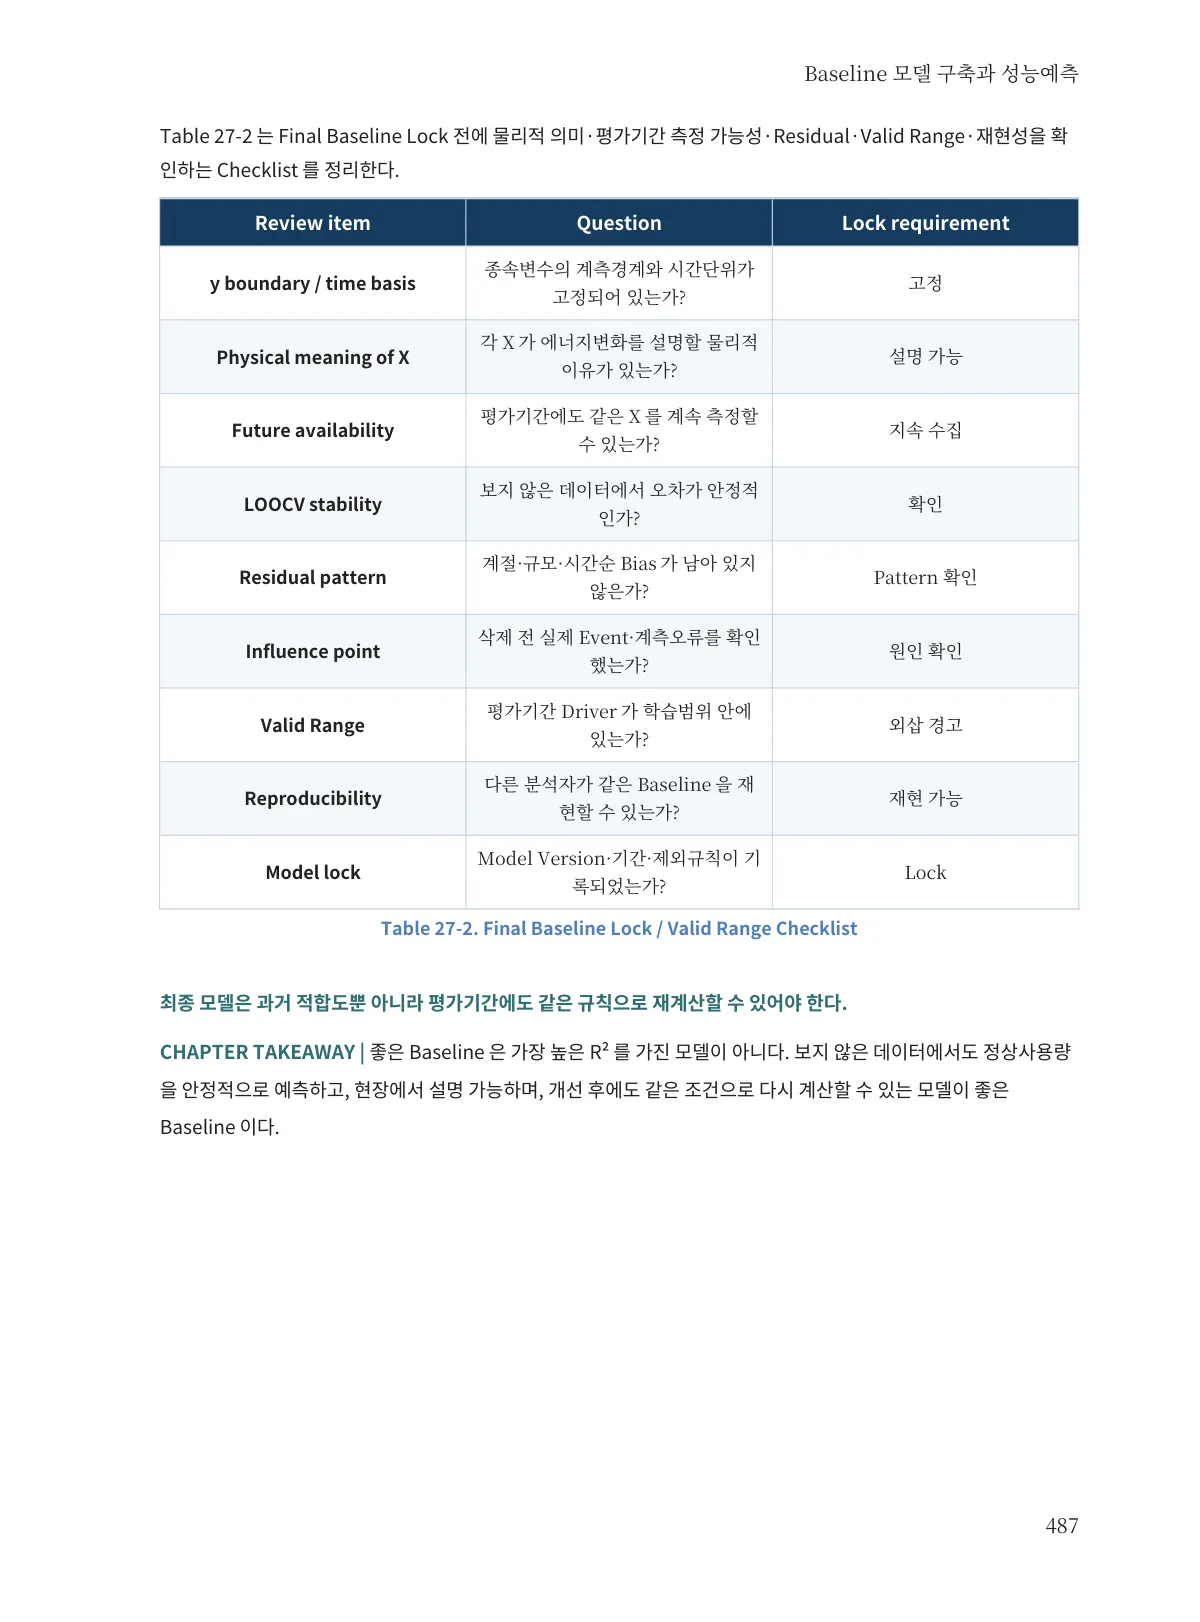 Baseline 모델 구축과 성능예측
Table 27-2 는 Final Baseline Lock 전에 물리적 의미·평가기간 측정 가능성·Residual·Valid Range·재현성을 확
인하는 Checklist 를 정리한다.
Review item
Question
Lock requirement
y boundary / time basis
종속변수의 계측경계와 시간단위가
고정되어 있는가?
고정
Physical meaning of X
각 X 가 에너지변화를 설명할 물리적
이유가 있는가?
설명 가능
Future availability
평가기간에도 같은 X 를 계속 측정할
수 있는가?
지속 수집
LOOCV stability
보지 않은 데이터에서 오차가 안정적
인가?
확인
Residual pattern
계절·규모·시간순 Bias 가 남아 있지
않은가?
Pattern 확인
Influence point
삭제 전 실제 Event·계측오류를 확인
했는가?
원인 확인
Valid Range
평가기간 Driver 가 학습범위 안에
있는가?
외삽 경고
Reproducibility
다른 분석자가 같은 Baseline 을 재
현할 수 있는가?
재현 가능
Model lock
Model Version·기간·제외규칙이 기
록되었는가?
Lock
Table 27-2. Final Baseline Lock / Valid Range Checklist
최종 모델은 과거 적합도뿐 아니라 평가기간에도 같은 규칙으로 재계산할 수 있어야 한다.
CHAPTER TAKEAWAY | 좋은 Baseline 은 가장 높은 R² 를 가진 모델이 아니다. 보지 않은 데이터에서도 정상사용량
을 안정적으로 예측하고, 현장에서 설명 가능하며, 개선 후에도 같은 조건으로 다시 계산할 수 있는 모델이 좋은
Baseline 이다.
487